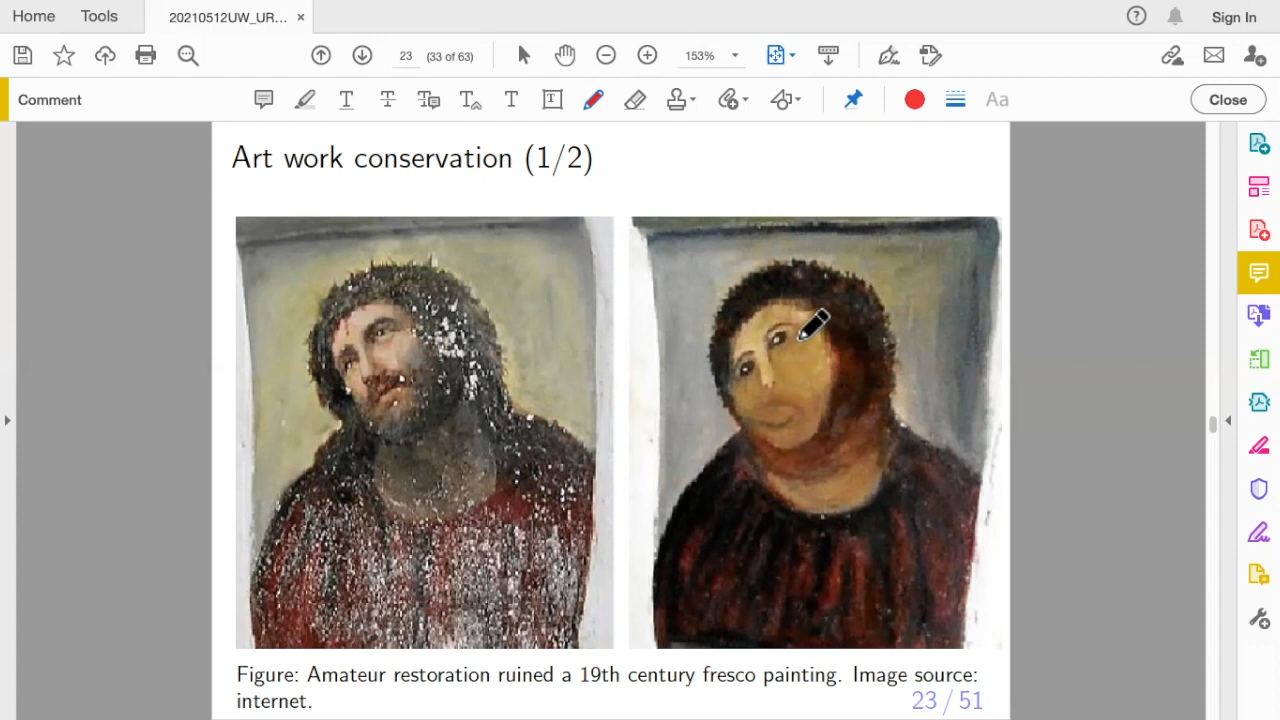 Home Tools 20210512UW_UR... × Sign In
23 (33 of 63) 153%
Comment Aa Close
Art work conservation (1/2)
Figure: Amateur restoration ruined a 19th century fresco painting. Image source:
internet.
23 / 51